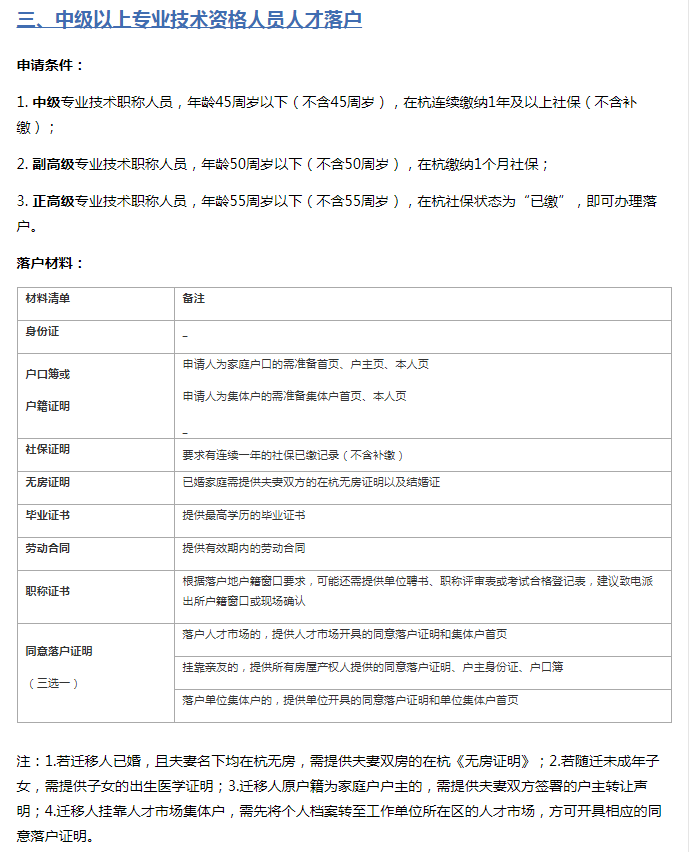 三、中级以上专业技术资格人员人才落户
申请条件：
1. 中级专业技术职称人员，年龄45周岁以下（不含45周岁），在杭连续缴纳1年及以上社保（不含补
缴）；
2. 副高级专业技术职称人员，年龄50周岁以下（不含50周岁），在杭缴纳1个月社保；
3. 正高级专业技术职称人员，年龄55周岁以下（不含55周岁），在杭社保状态为“已缴”，即可办理落
户。
落户材料：
材料清单 备注
身份证 _
户口簿或
户籍证明
申请人为家庭户口的需准备首页、户主页、本人页
申请人为集体户的需准备集体户首页、本人页
_
社保证明 要求有连续一年的社保已缴记录（不含补缴）
无房证明 已婚家庭需提供夫妻双方的在杭无房证明以及结婚证
毕业证书 提供最高学历的毕业证书
劳动合同 提供有效期内的劳动合同
职称证书 根据落户地户籍窗口要求，可能还需提供单位聘书、职称评审表或考试合格登记表，建议致电派
出所户籍窗口或现场确认
同意落户证明
（三选一）
落户人才市场的，提供人才市场开具的同意落户证明和集体户首页
挂靠亲友的，提供所有房屋产权人提供的同意落户证明、户主身份证、户口簿
落户单位集体户的，提供单位开具的同意落户证明和单位集体户首页
注：1.若迁移人已婚，且夫妻名下均在杭无房，需提供夫妻双房的在杭《无房证明》；2.若随迁未成年子
女，需提供子女的出生医学证明；3.迁移人原户籍为家庭户户主的，需提供夫妻双方签署的户主转让声
明；4.迁移人挂靠人才市场集体户，需先将个人档案转至工作单位所在区的人才市场，方可开具相应的同
意落户证明。